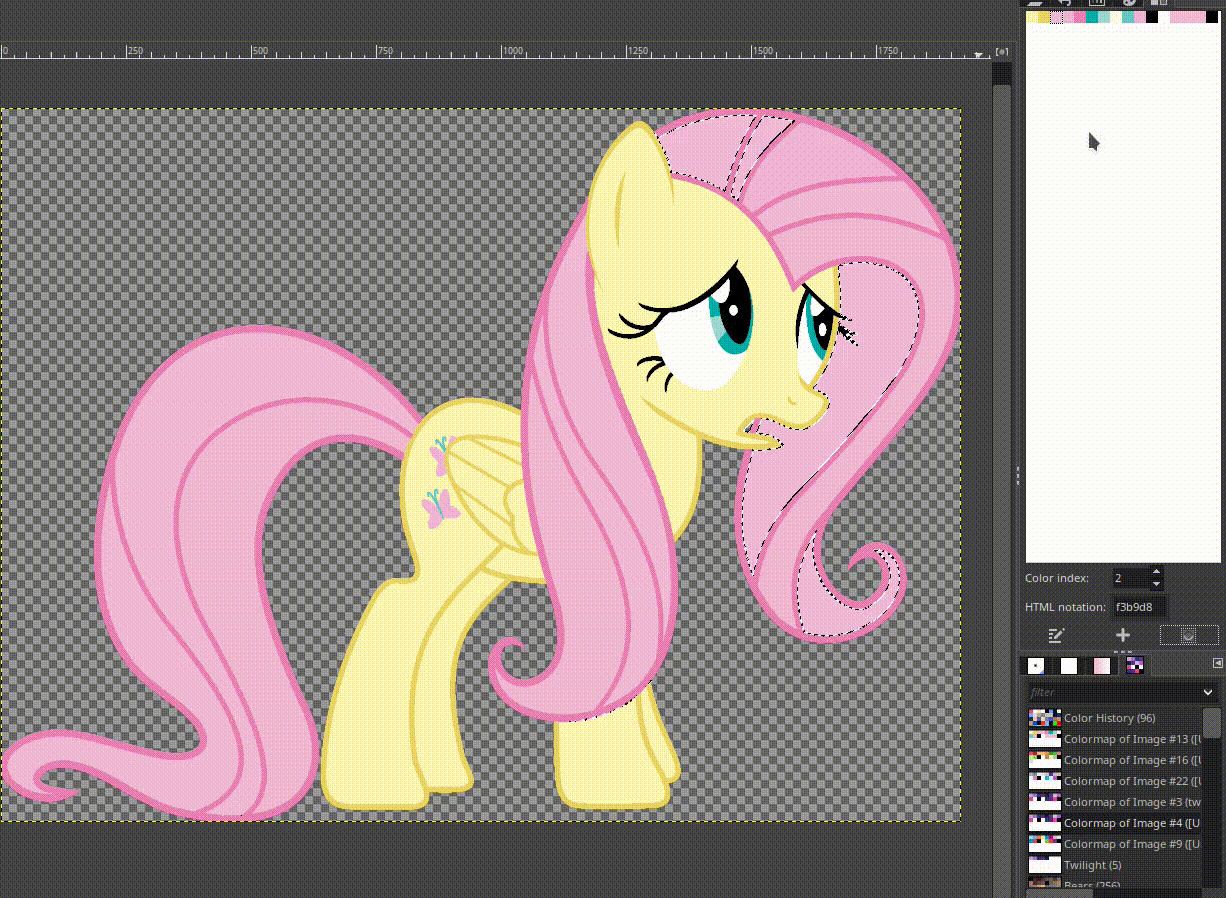 0 250 500 750 1000 1250 1500 1750
Color index: 2
HTML notation: f3b9d8
filter
Color History (96)
Colormap of Image #13 ([U
Colormap of Image #16 ([U
Colormap of Image #22 ([U
Colormap of Image #3 (tw
Colormap of Image #4 ([U
Colormap of Image #9 ([U
Twilight (5)
Bears (256)